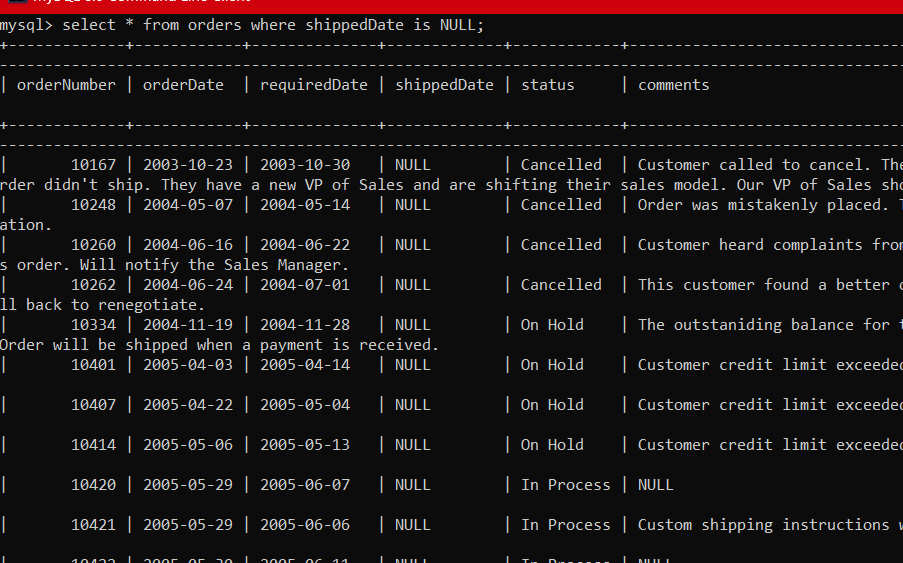 mysql> select * from orders where shippedDate is NULL;
+-------------+------------+--------------+-------------+------------+-------------------------------
----------------------------------------------------------------------------------------------------
| orderNumber | orderDate  | requiredDate | shippedDate | status     | comments
+-------------+------------+--------------+-------------+------------+-------------------------------
----------------------------------------------------------------------------------------------------
|       10167 | 2003-10-23 | 2003-10-30   | NULL        | Cancelled  | Customer called to cancel. The
rder didn't ship. They have a new VP of Sales and are shifting their sales model. Our VP of Sales sho
|       10248 | 2004-05-07 | 2004-05-14   | NULL        | Cancelled  | Order was mistakenly placed. T
ation.
|       10260 | 2004-06-16 | 2004-06-22   | NULL        | Cancelled  | Customer heard complaints from
s order. Will notify the Sales Manager.
|       10262 | 2004-06-24 | 2004-07-01   | NULL        | Cancelled  | This customer found a better o
ll back to renegotiate.
|       10334 | 2004-11-19 | 2004-11-28   | NULL        | On Hold    | The outstaniding balance for t
Order will be shipped when a payment is received.
|       10401 | 2005-04-03 | 2005-04-14   | NULL        | On Hold    | Customer credit limit exceeded
|       10407 | 2005-04-22 | 2005-05-04   | NULL        | On Hold    | Customer credit limit exceeded
|       10414 | 2005-05-06 | 2005-05-13   | NULL        | On Hold    | Customer credit limit exceeded
|       10420 | 2005-05-29 | 2005-06-07   | NULL        | In Process | NULL
|       10421 | 2005-05-29 | 2005-06-06   | NULL        | In Process | Custom shipping instructions w